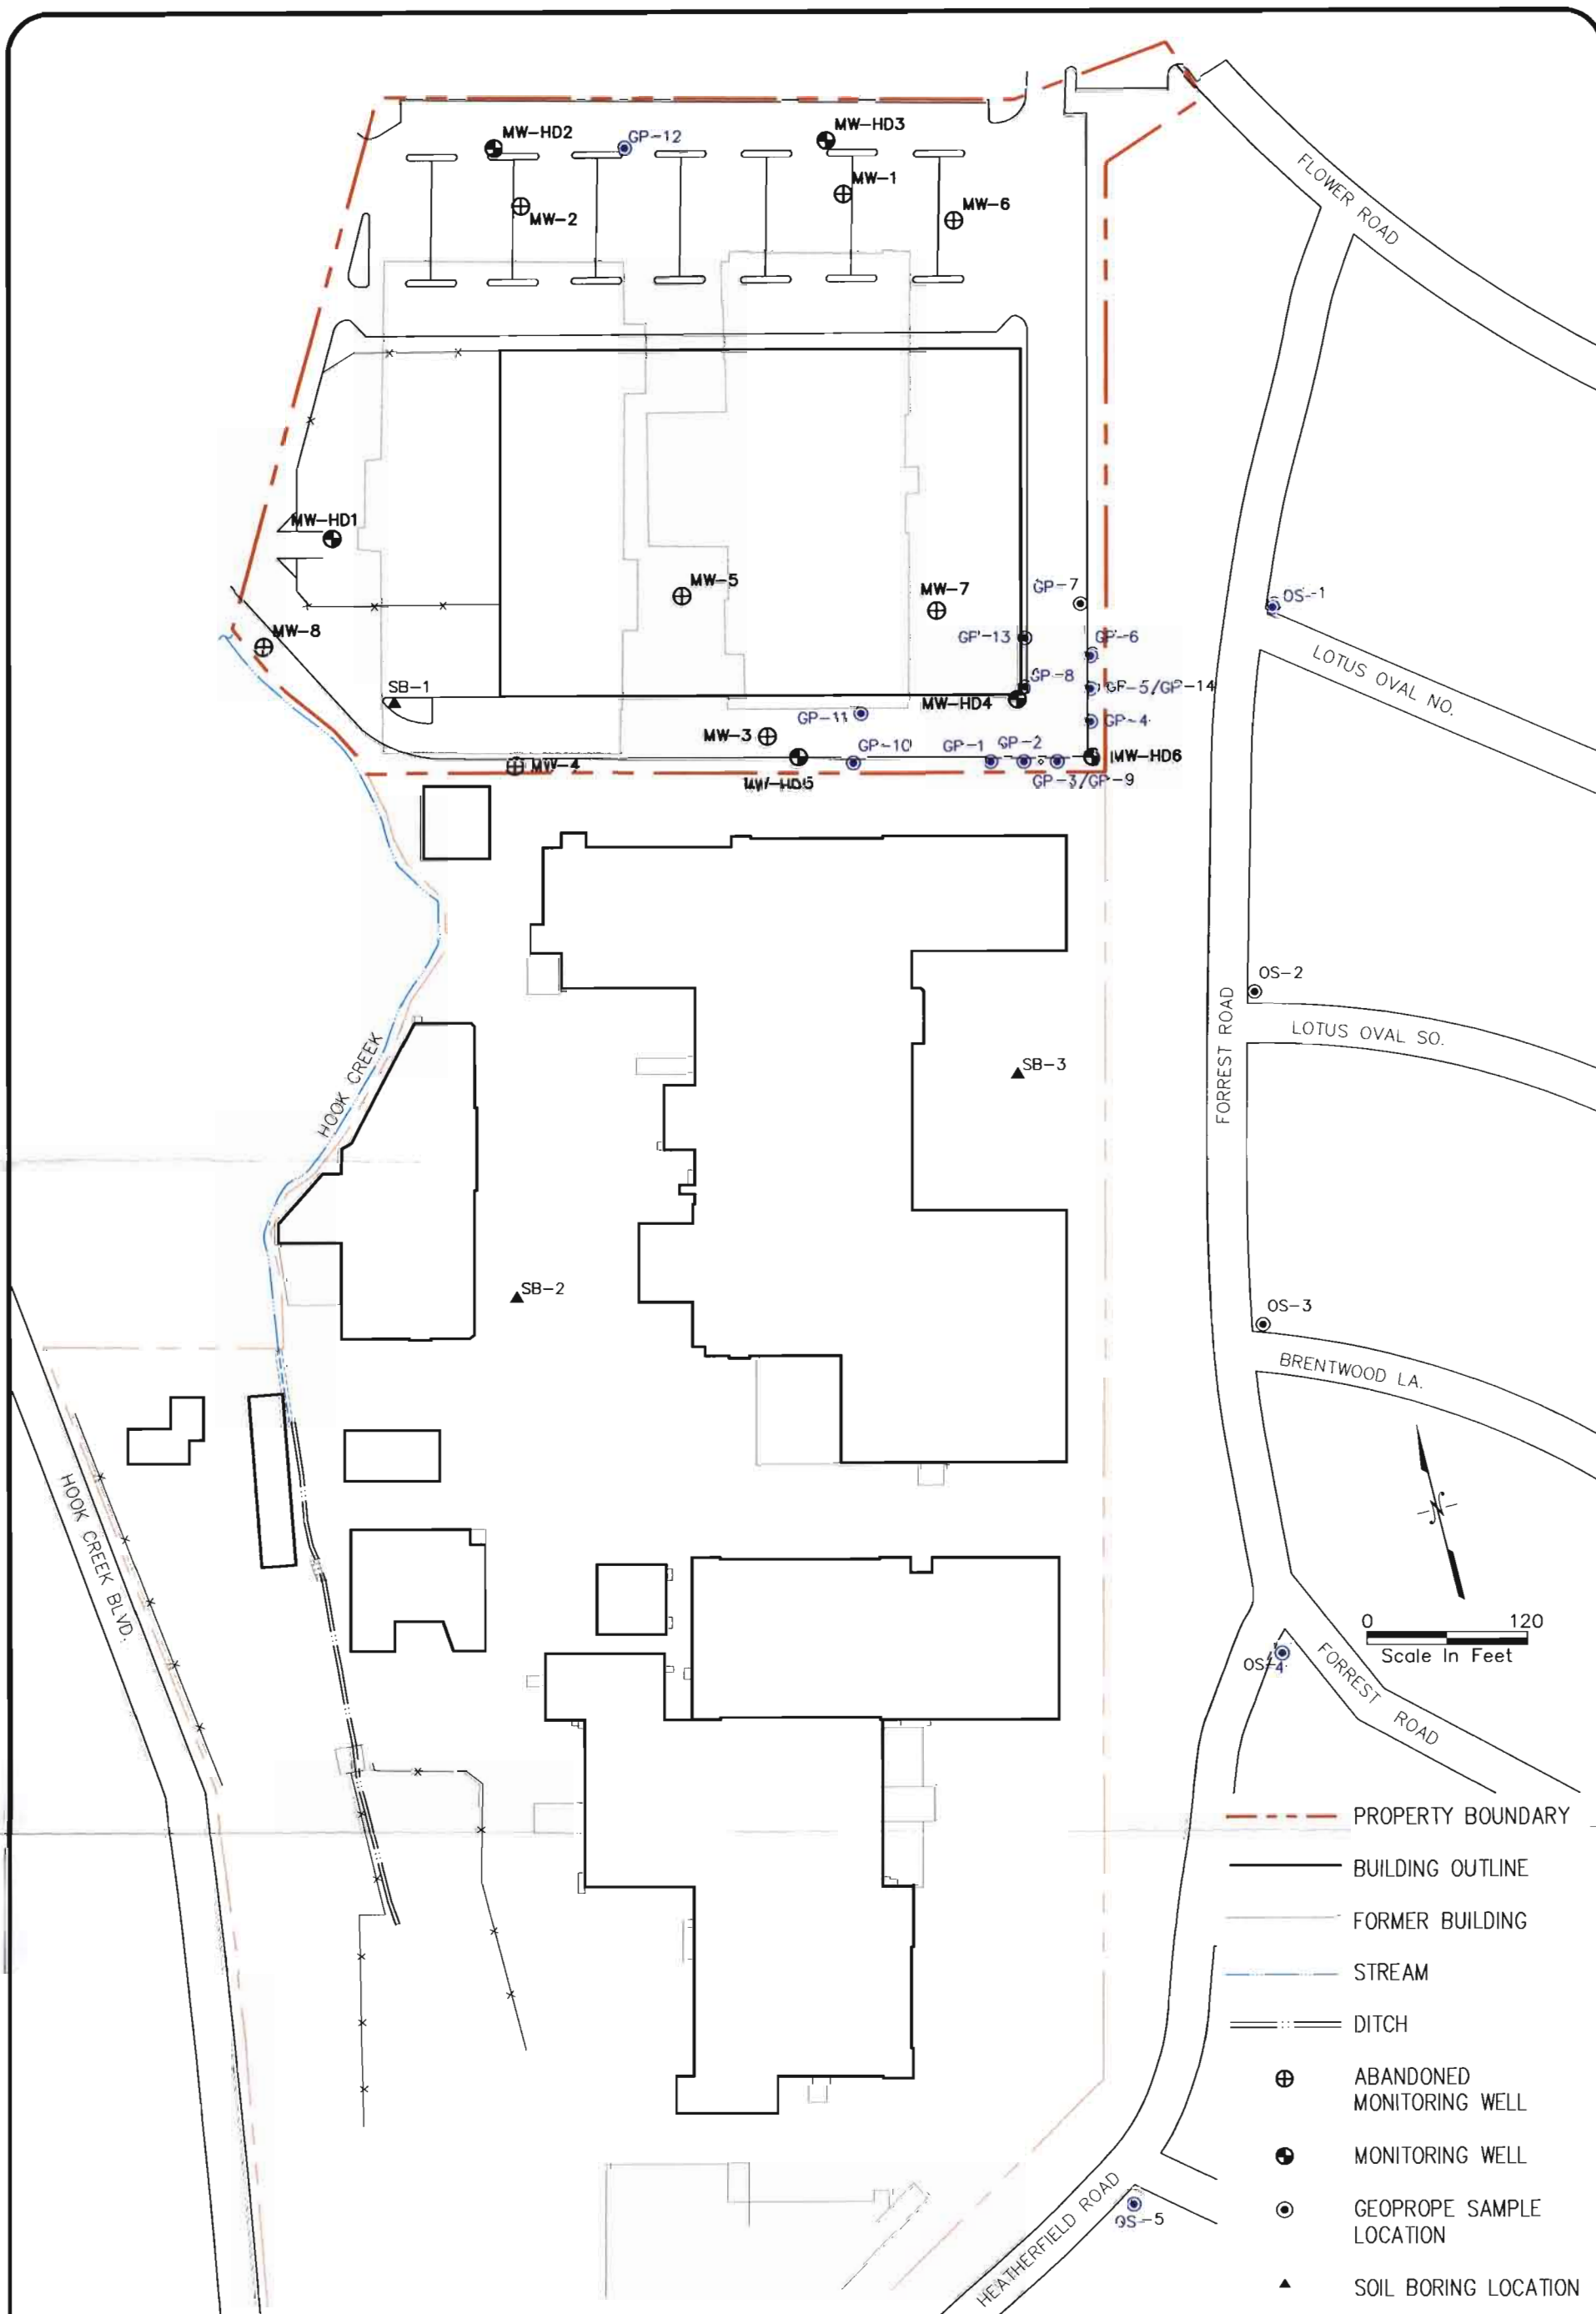 MW-HD2
GP-12
MW-HD3
MW-1
MW-2
MW-6
FLOWER ROAD
MW-HD1
MW-5
MW-7
GP-7
OS-1
MW-8
GP-13
GP-6
LOTUS OVAL NO.
SB-1
GP-8
GP-5/GP-14
MW-HD4
GP-11
GP-4
MW-3
GP-10
GP-1
GP-2
MW-HD6
MW-4
MW-HD5
GP-3/GP-9
OS-2
LOTUS OVAL SO.
FORREST ROAD
HOOK CREEK
SB-3
SB-2
OS-3
BRENTWOOD LA.
HOOK CREEK BLVD.
N
0 120
Scale In Feet
OS-4
FORREST ROAD
PROPERTY BOUNDARY
BUILDING OUTLINE
FORMER BUILDING
STREAM
DITCH
ABANDONED
MONITORING WELL
MONITORING WELL
GEOPROPE SAMPLE
LOCATION
SOIL BORING LOCATION
HEATHERFIELD ROAD
OS-5